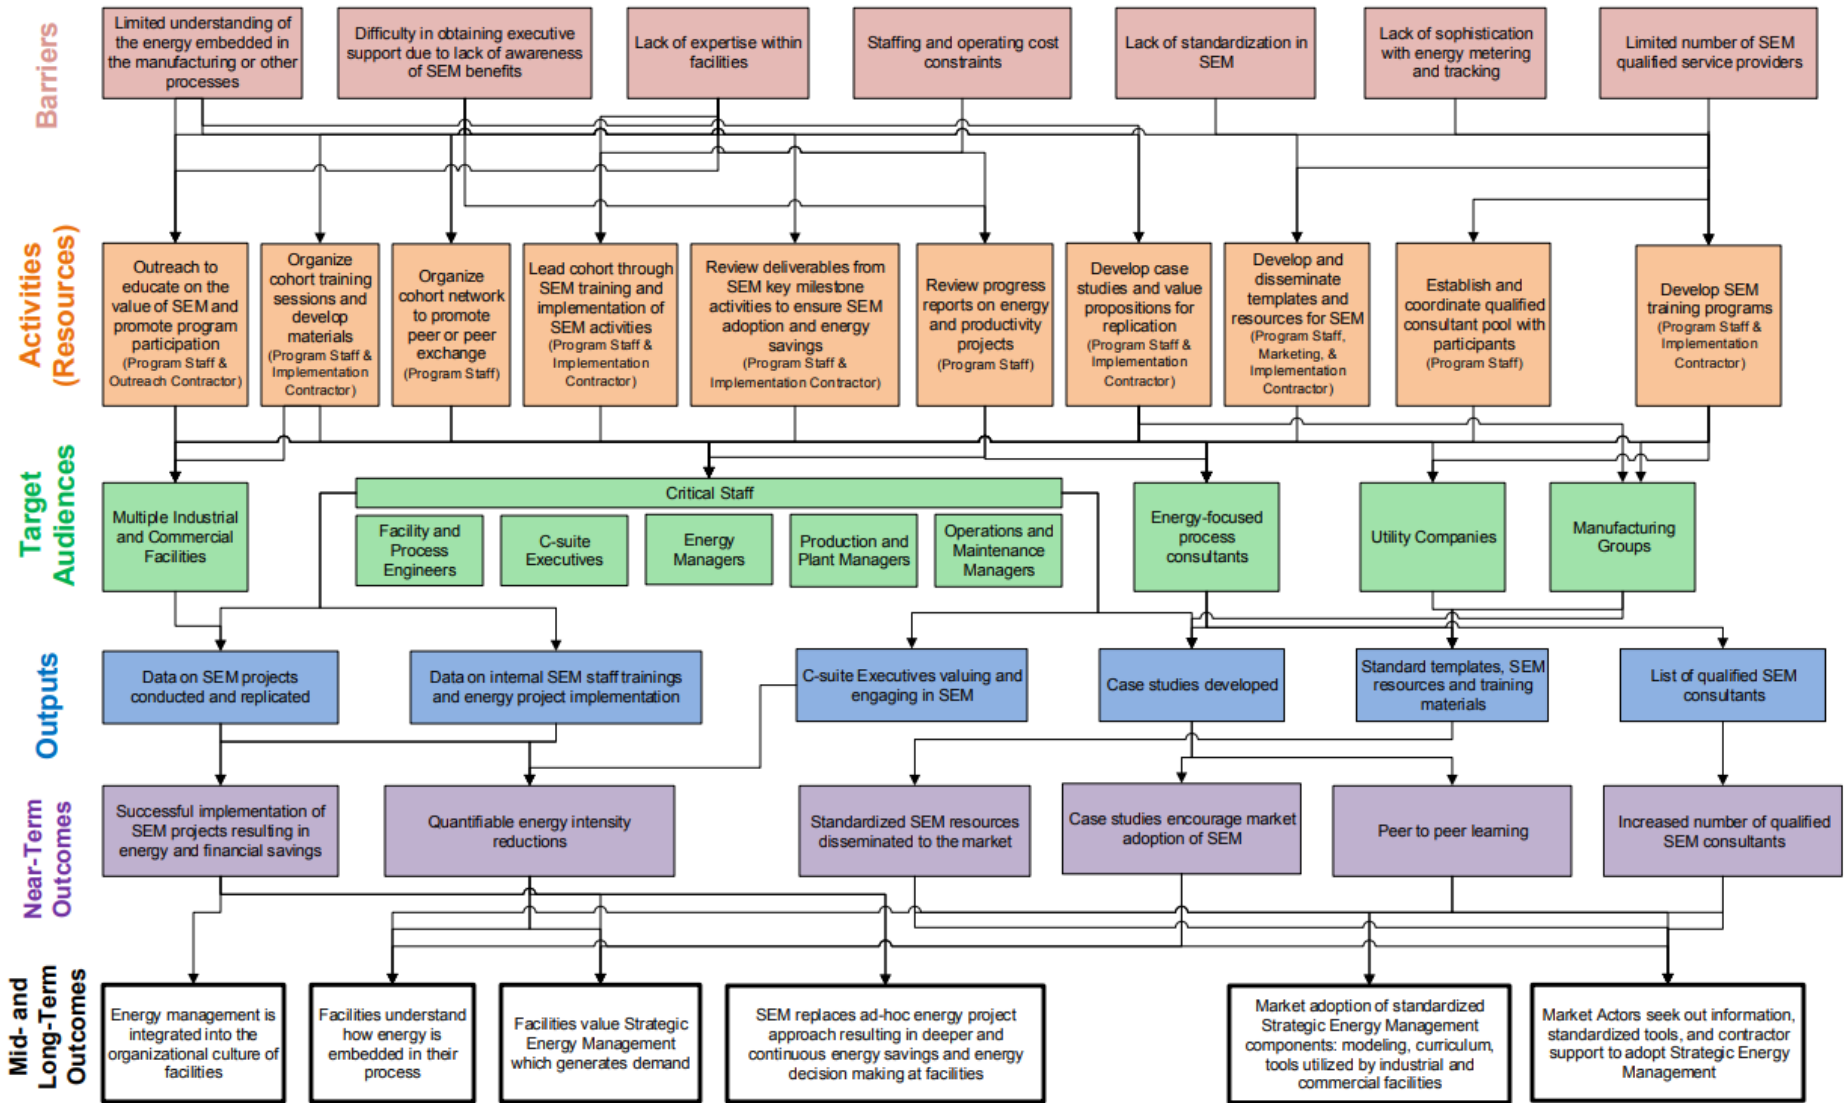 Barriers
Limited understanding of
the energy embedded in
the manufacturing or other
processes
Difficulty in obtaining executive
support due to lack of awareness
of SEM benefits
Lack of expertise within
facilities
Staffing and operating cost
constraints
Lack of standardization in
SEM
Lack of sophistication
with energy metering
and tracking
Limited number of SEM
qualified service providers
Activities
(Resources)
Outreach to
educate on the
value of SEM and
promote program
participation
(Program Staff &
Outreach Contractor)
Organize
cohort training
sessions and
develop
materials
(Program Staff &
Implementation
Contractor)
Organize
cohort network
to promote
peer or peer
exchange
(Program Staff)
Lead cohort through
SEM training and
implementation of
SEM activities
(Program Staff &
Implementation
Contractor)
Review deliverables from
SEM key milestone
activities to ensure SEM
adoption and energy
savings
(Program Staff &
Implementation Contractor)
Review progress
reports on energy
and productivity
projects
(Program Staff)
Develop case
studies and value
propositions for
replication
(Program Staff &
Implementation
Contractor)
Develop and
disseminate
templates and
resources for SEM
(Program Staff,
Marketing, &
Implementation
Contractor)
Establish and
coordinate qualified
consultant pool with
participants
(Program Staff)
Develop SEM
training programs
(Program Staff &
Implementation
Contractor)
Target
Audiences
Multiple Industrial
and Commercial
Facilities
Critical Staff
Facility and
Process
Engineers
C-suite
Executives
Energy
Managers
Production and
Plant Managers
Operations and
Maintenance
Managers
Energy-focused
process
consultants
Utility Companies
Manufacturing
Groups
Outputs
Data on SEM projects
conducted and replicated
Data on internal SEM staff trainings
and energy project implementation
C-suite Executives valuing and
engaging in SEM
Case studies developed
Standard templates, SEM
resources and training
materials
List of qualified SEM
consultants
Near-Term
Outcomes
Successful implementation of
SEM projects resulting in
energy and financial savings
Quantifiable energy intensity
reductions
Standardized SEM resources
disseminated to the market
Case studies encourage market
adoption of SEM
Peer to peer learning
Increased number of qualified
SEM consultants
Mid- and
Long-Term
Outcomes
Energy management is
integrated into the
organizational culture of
facilities
Facilities understand
how energy is
embedded in their
process
Facilities value Strategic
Energy Management
which generates demand
SEM replaces ad-hoc energy project
approach resulting in deeper and
continuous energy savings and energy
decision making at facilities
Market adoption of standardized
Strategic Energy Management
components: modeling, curriculum,
tools utilized by industrial and
commercial facilities
Market Actors seek out information,
standardized tools, and contractor
support to adopt Strategic Energy
Management